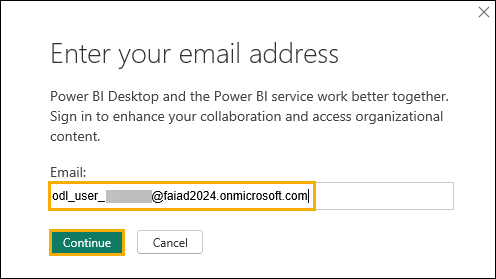 Enter your email address
Power BI Desktop and the Power BI service work better together.
Sign in to enhance your collaboration and access organizational
content.
Email:
odl_user_ @faiad2024.onmicrosoft.com
Continue Cancel